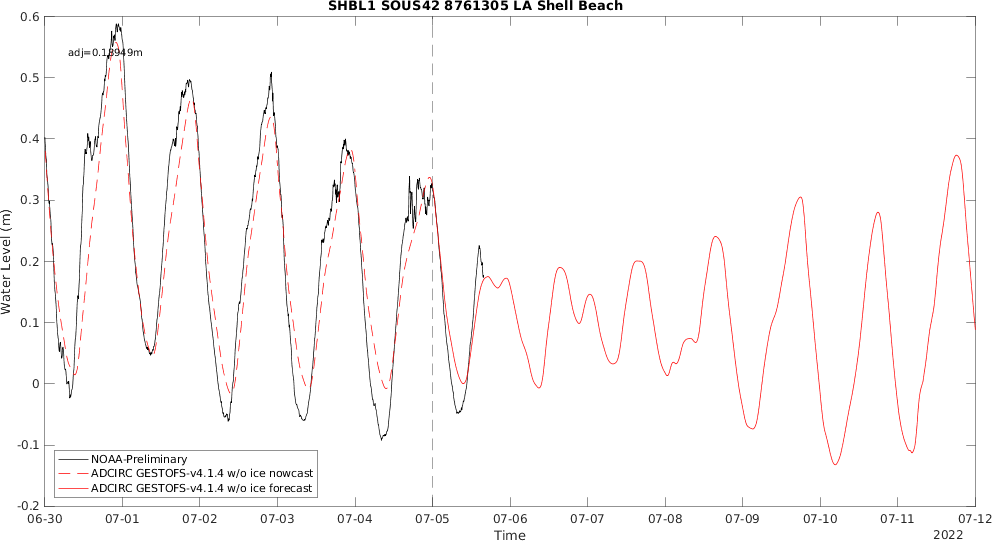 SHBL1 SOUS42 8761305 LA Shell Beach
adj=0.18949m
0.6
0.5
0.4
0.3
0.2
0.1
0
-0.1
-0.2
Water Level (m)
NOAA-Preliminary
ADCIRC GESTOFS-v4.1.4 w/o ice nowcast
ADCIRC GESTOFS-v4.1.4 w/o ice forecast
06-30 07-01 07-02 07-03 07-04 07-05 07-06 07-07 07-08 07-09 07-10 07-11 07-12
Time
2022